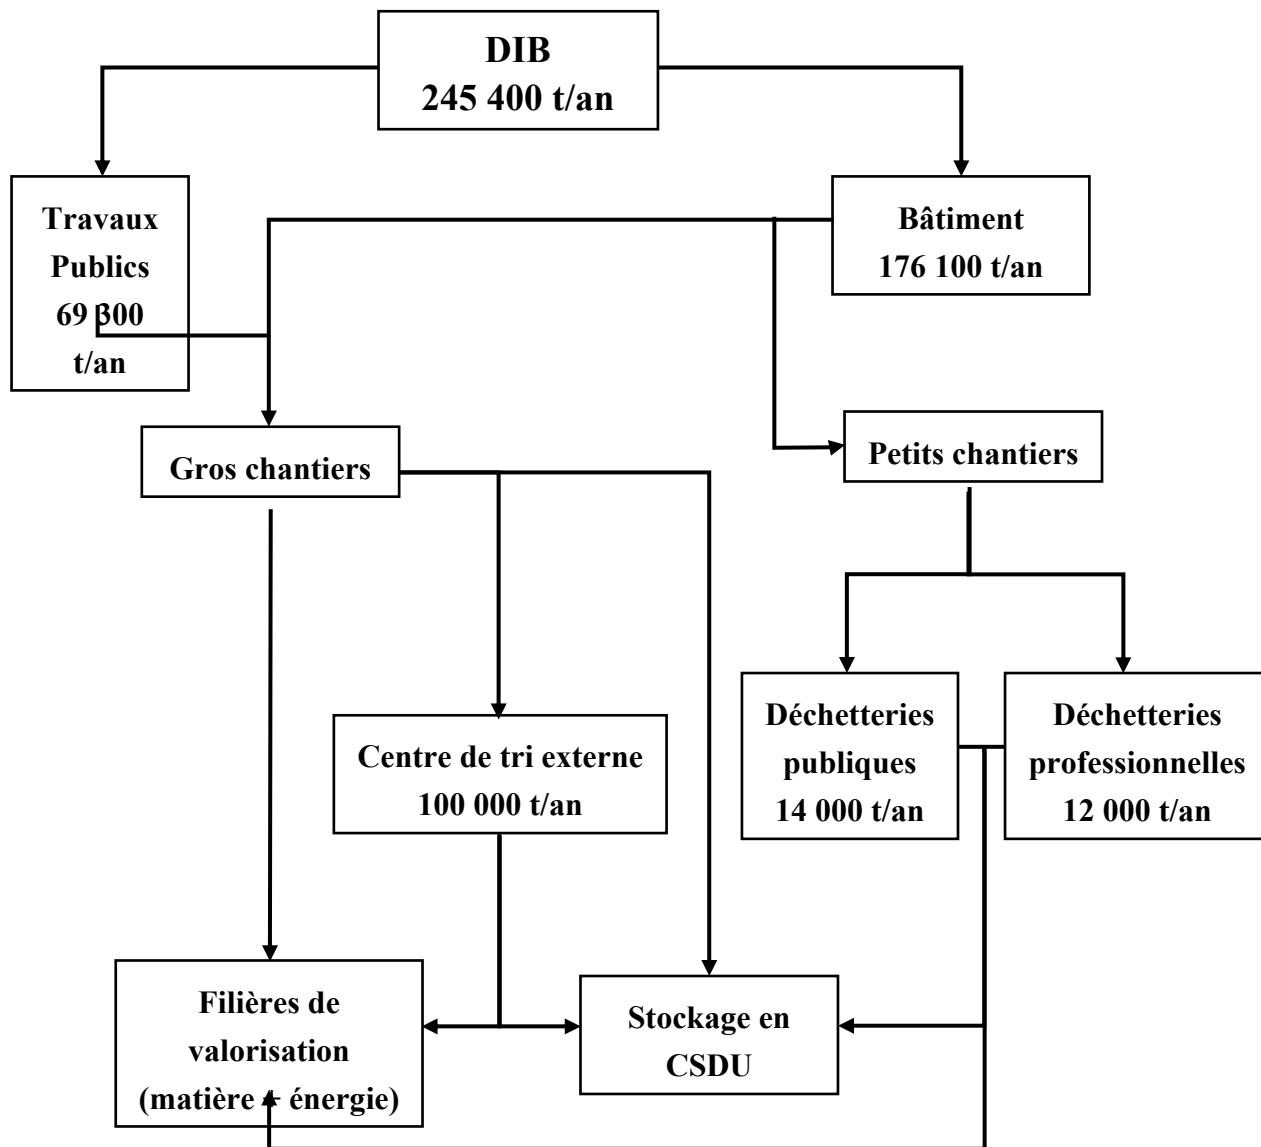 DIB
245 400 t/an
Travaux
Publics
69 300
t/an
Bâtiment
176 100 t/an
Gros chantiers
Petits chantiers
Centre de tri externe
100 000 t/an
Déchetteries
publiques
14 000 t/an
Déchetteries
professionnelles
12 000 t/an
Filières de
valorisation
(matière + énergie)
Stockage en
CSDU